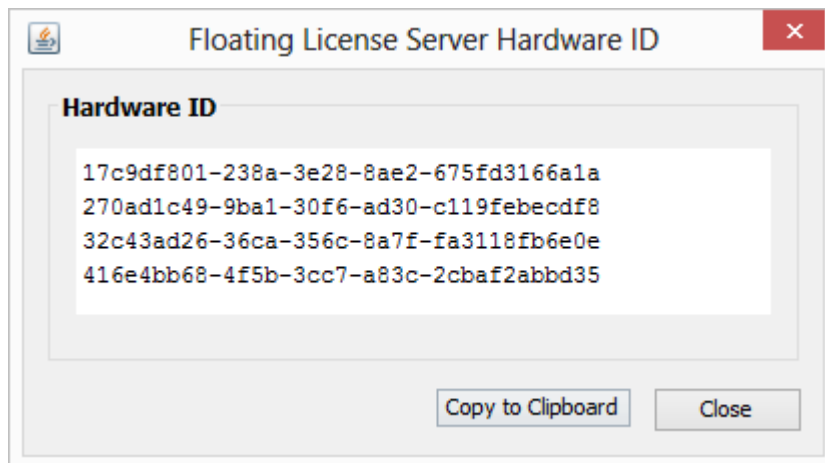 Floating License Server Hardware ID
Hardware ID
17c9df801-238a-3e28-8ae2-675fd3166a1a
270ad1c49-9ba1-30f6-ad30-c119febecdf8
32c43ad26-36ca-356c-8a7f-fa3118fb6e0e
416e4bb68-4f5b-3cc7-a83c-2cbaf2abbd35
Copy to Clipboard
Close